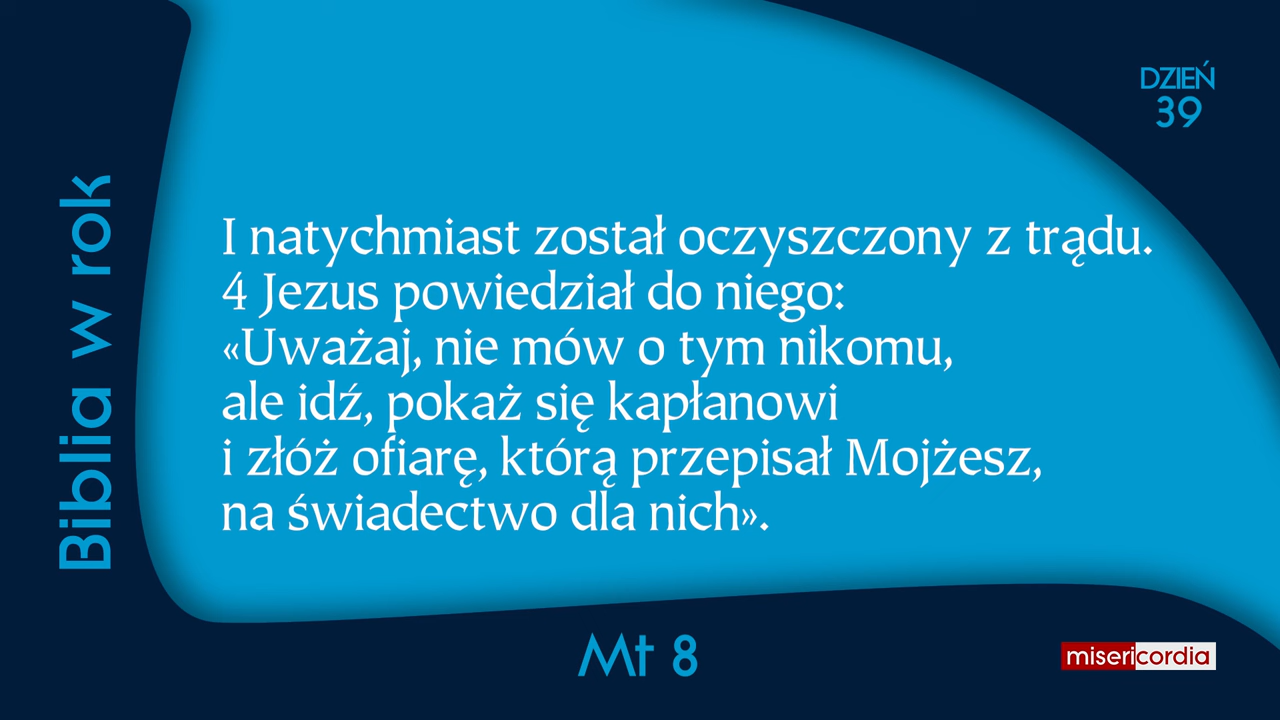 DZIEŃ
39
Biblia w rok
I natychmiast został oczyszczony z trądu.
4 Jezus powiedział do niego:
«Uważaj, nie mów o tym nikomu,
ale idź, pokaż się kapłanowi
i złóż ofiarę, którą przepisał Mojżesz,
na świadectwo dla nich».
Mt 8
misericordia